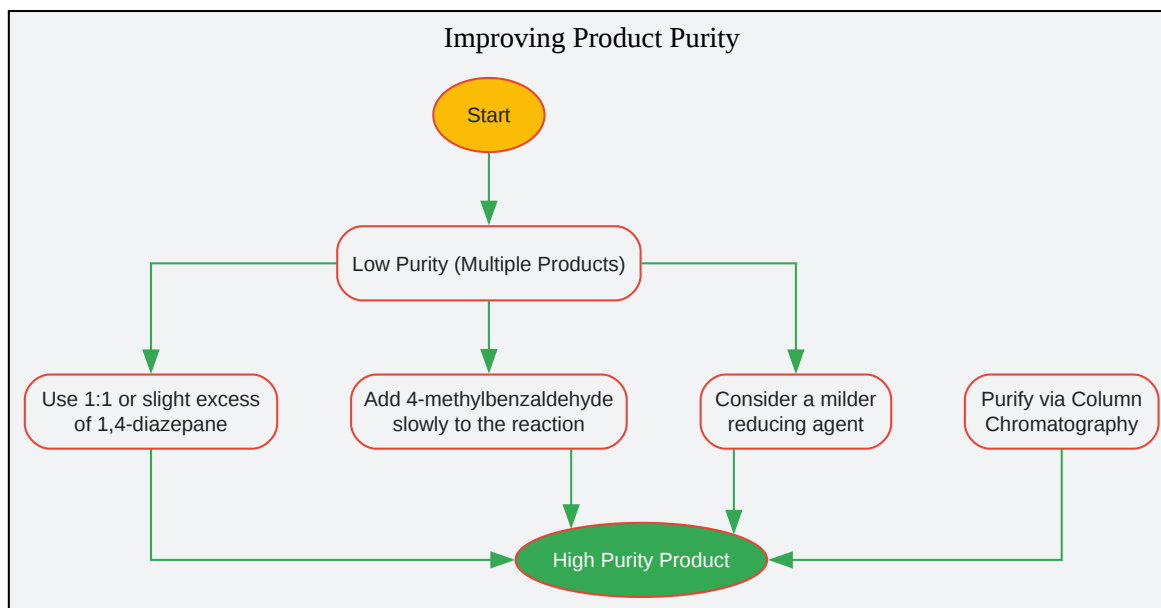 Improving Product Purity
Start
Low Purity (Multiple Products)
Use 1:1 or slight excess
of 1,4-diazepane
Add 4-methylbenzaldehyde
slowly to the reaction
Consider a milder
reducing agent
Purify via Column
Chromatography
High Purity Product